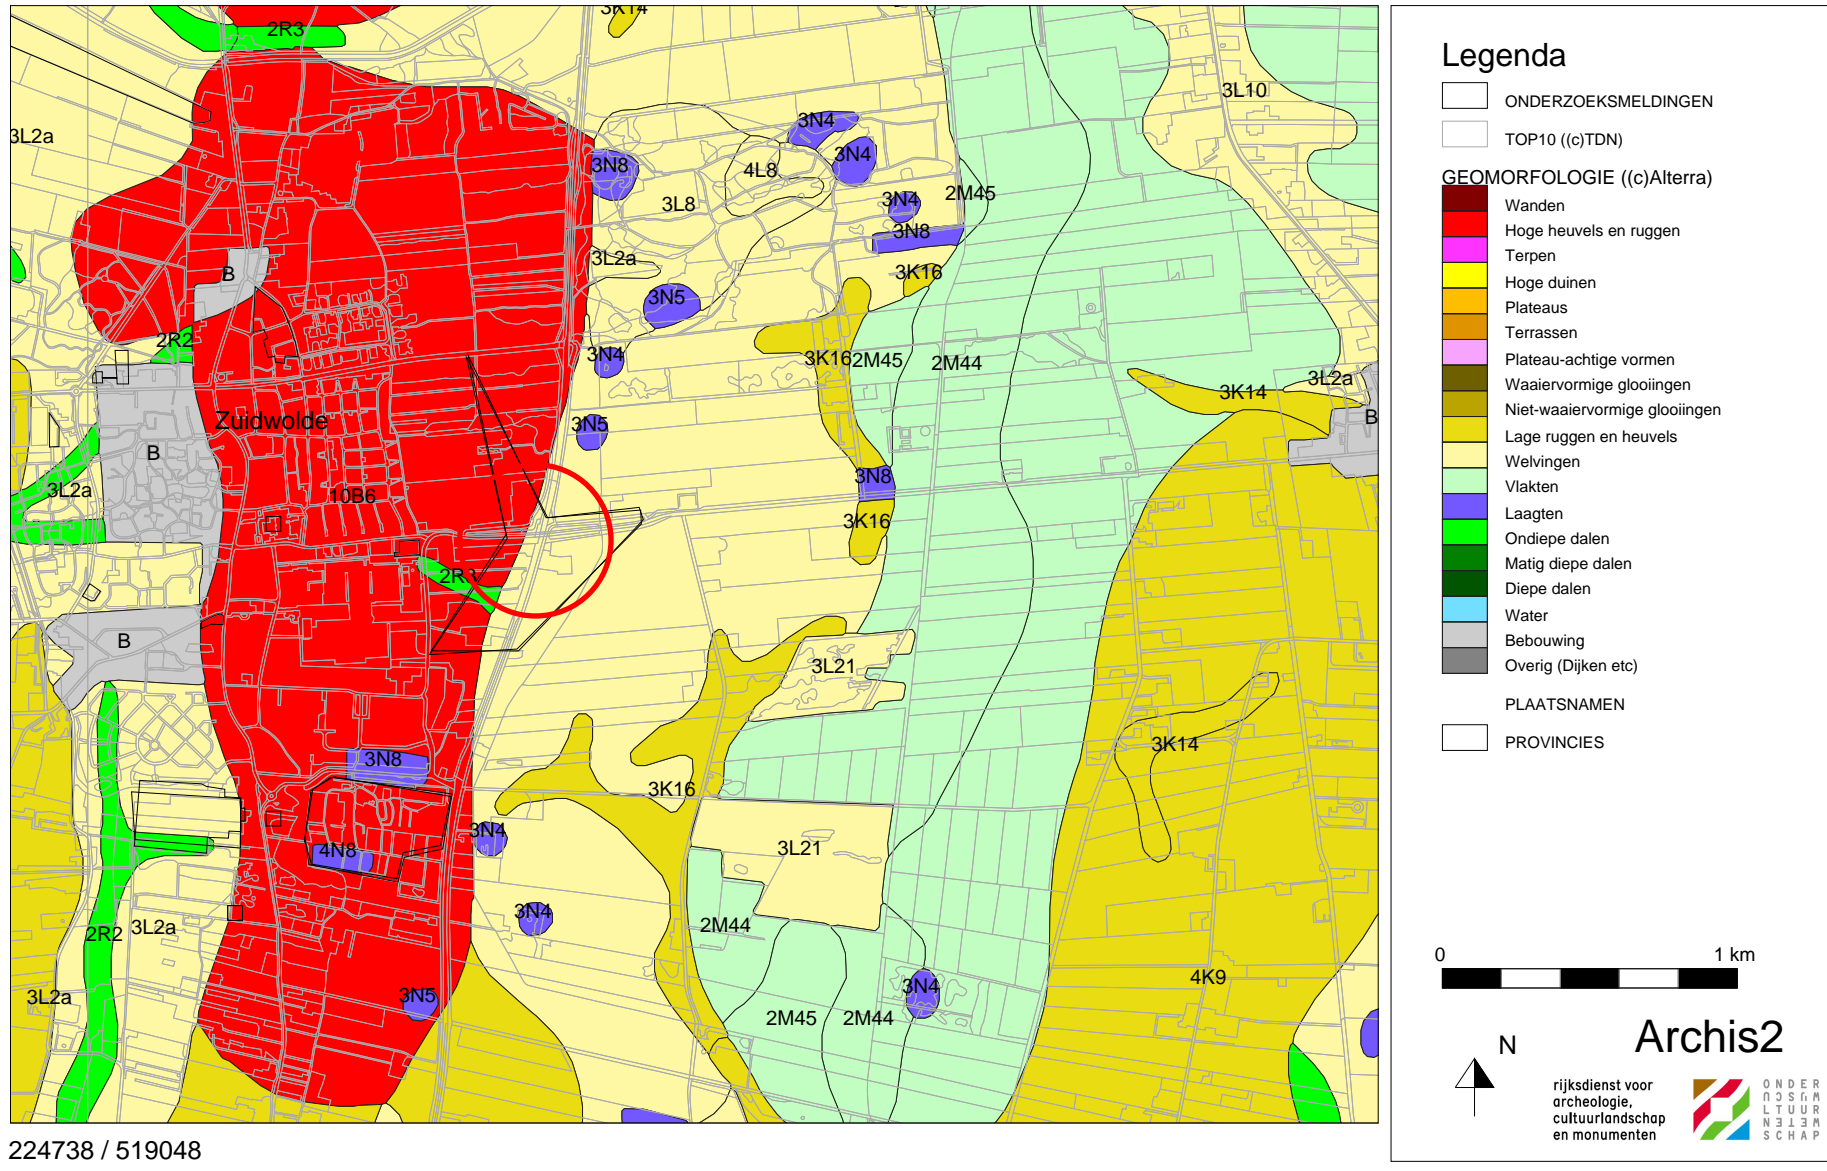 3K14
2R3
3L10
3N4
3L2a
3N4
3N8
4L8
2M45
3L8
3N4
3N8
3L2a
B
3K16
3N5
2R2
3N4
3K16
2M45
2M44
3L2a
3K14
Zuidwolde
3N5
B
B
3N8
3L2a
10B6
3K16
2R3
B
3L21
3K14
3N8
3K16
3N4
4N8
3L21
3N4
2M44
2R2
3L2a
4K9
3N4
3L2a
3N5
2M45
2M44
224738 / 519048
Legenda
ONDERZOEKSMELDINGEN
TOP10 ((c)TDN)
GEOMORFOLOGIE ((c)Alterra)
Wanden
Hoge heuvels en ruggen
Terpen
Hoge duinen
Plateaus
Terrassen
Plateau-achtige vormen
Waaiervormige glooiingen
Niet-waaiervormige glooiingen
Lage ruggen en heuvels
Welvingen
Vlakten
Laagten
Ondiepe dalen
Matig diepe dalen
Diepe dalen
Water
Bebouwing
Overig (Dijken etc)
PLAATSNAMEN
PROVINCIES
0 1 km
N
Archis2
rijksdienst voor
archeologie,
cultuurlandschap
en monumenten